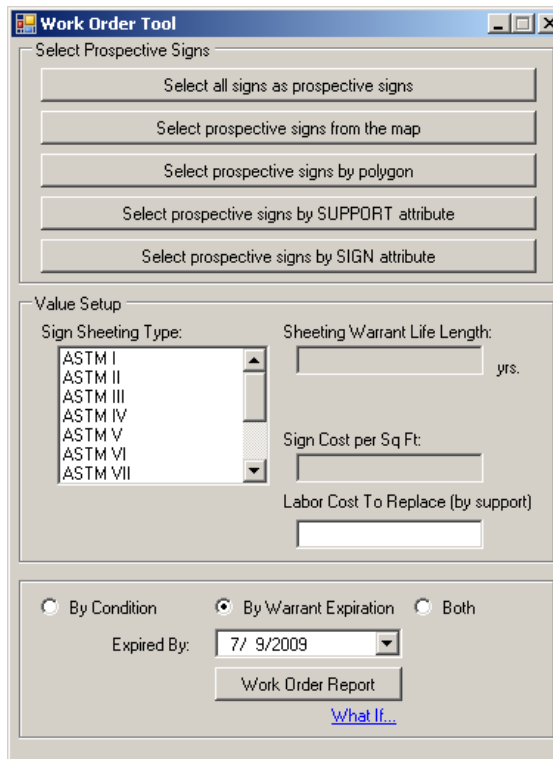 Work Order Tool
Select Prospective Signs
Select all signs as prospective signs
Select prospective signs from the map
Select prospective signs by polygon
Select prospective signs by SUPPORT attribute
Select prospective signs by SIGN attribute
Value Setup
Sign Sheeting Type:
ASTM I
ASTM II
ASTM III
ASTM IV
ASTM V
ASTM VI
ASTM VII
Sheeting Warrant Life Length:
yrs.
Sign Cost per Sq Ft:
Labor Cost To Replace (by support)
By Condition By Warrant Expiration Both
Expired By: 7/ 9/2009
Work Order Report
What If...